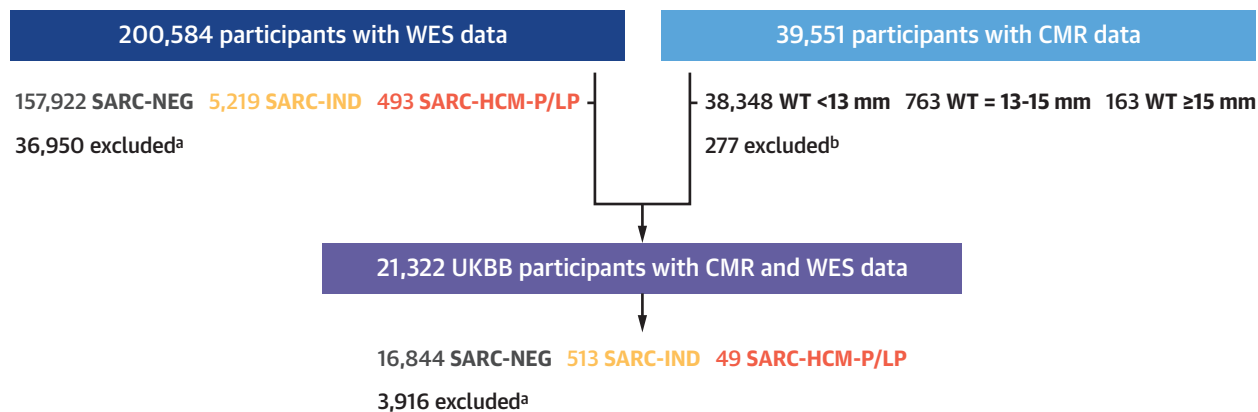 200,584 participants with WES data
39,551 participants with CMR data
157,922 SARC-NEG 5,219 SARC-IND 493 SARC-HCM-P/LP
38,348 WT <13 mm 763 WT = 13-15 mm 163 WT ≥15 mm
36,950 excludedᵃ
277 excludedᵇ
21,322 UKBB participants with CMR and WES data
16,844 SARC-NEG 513 SARC-IND 49 SARC-HCM-P/LP
3,916 excludedᵃ